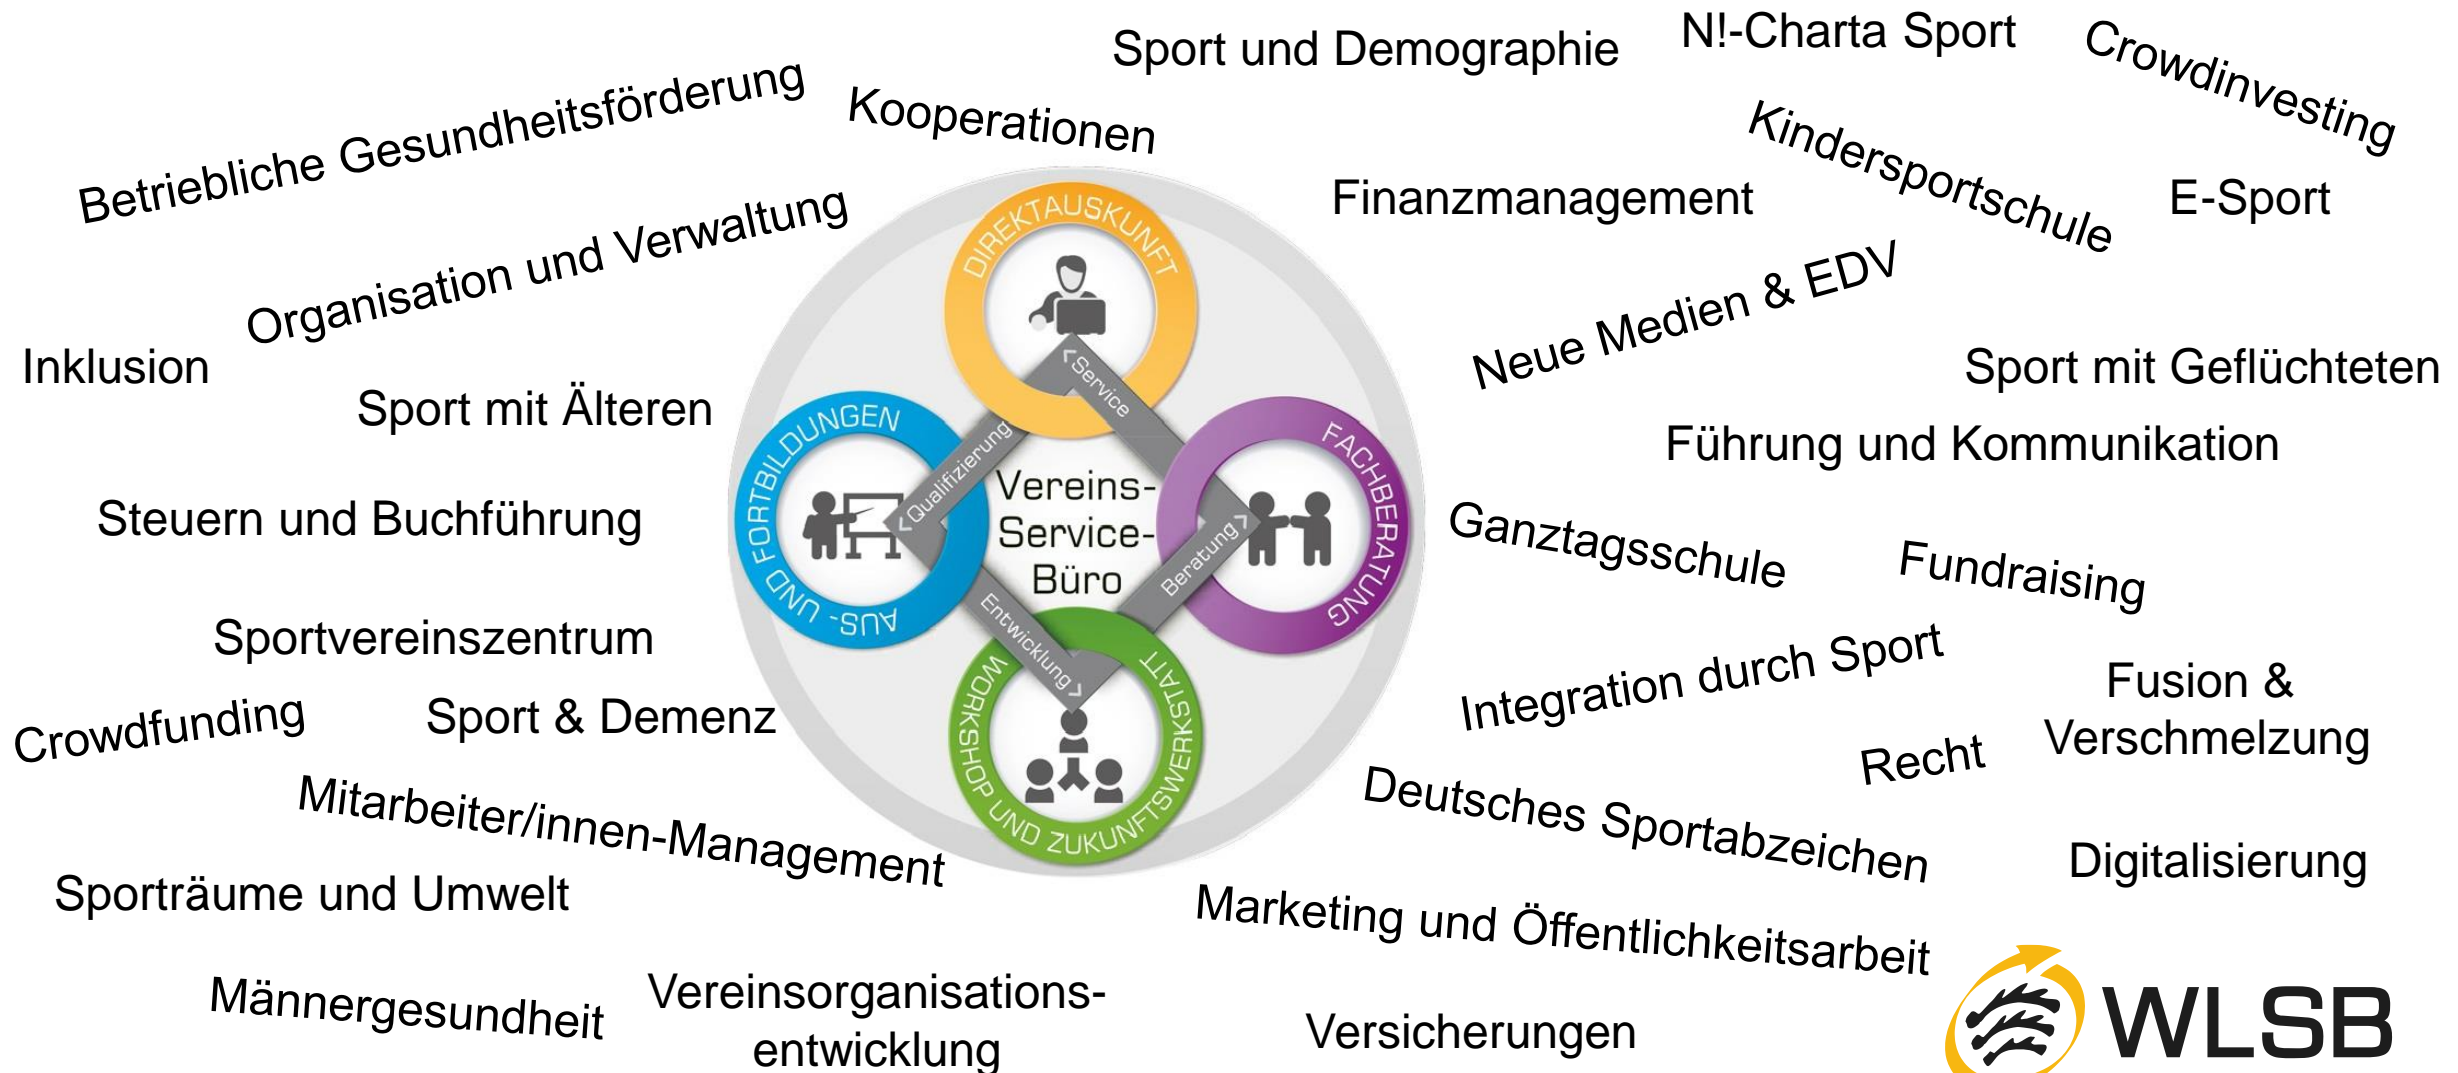 Sport und Demographie
N!-Charta Sport
Crowdinvesting
Betriebliche Gesundheitsförderung
Kooperationen
Kindersportschule
Finanzmanagement
E-Sport
Organisation und Verwaltung
Neue Medien & EDV
Inklusion
Sport mit Älteren
Sport mit Geflüchteten
Führung und Kommunikation
DIREKTAUSKUNFT
<Service
AUS- UND FORTBILDUNGEN
<Qualifizierung
Vereins-
Service-
Büro
FACHBERATUNG
Beratung>
Entwicklung>
WORKSHOP UND ZUKUNFTSWERKSTATT
Steuern und Buchführung
Ganztagsschule
Fundraising
Sportvereinszentrum
Integration durch Sport
Fusion &
Verschmelzung
Crowdfunding
Sport & Demenz
Recht
Mitarbeiter/innen-Management
Deutsches Sportabzeichen
Digitalisierung
Sporträume und Umwelt
Marketing und Öffentlichkeitsarbeit
Männergesundheit
Vereinsorganisations-
entwicklung
Versicherungen
WLSB